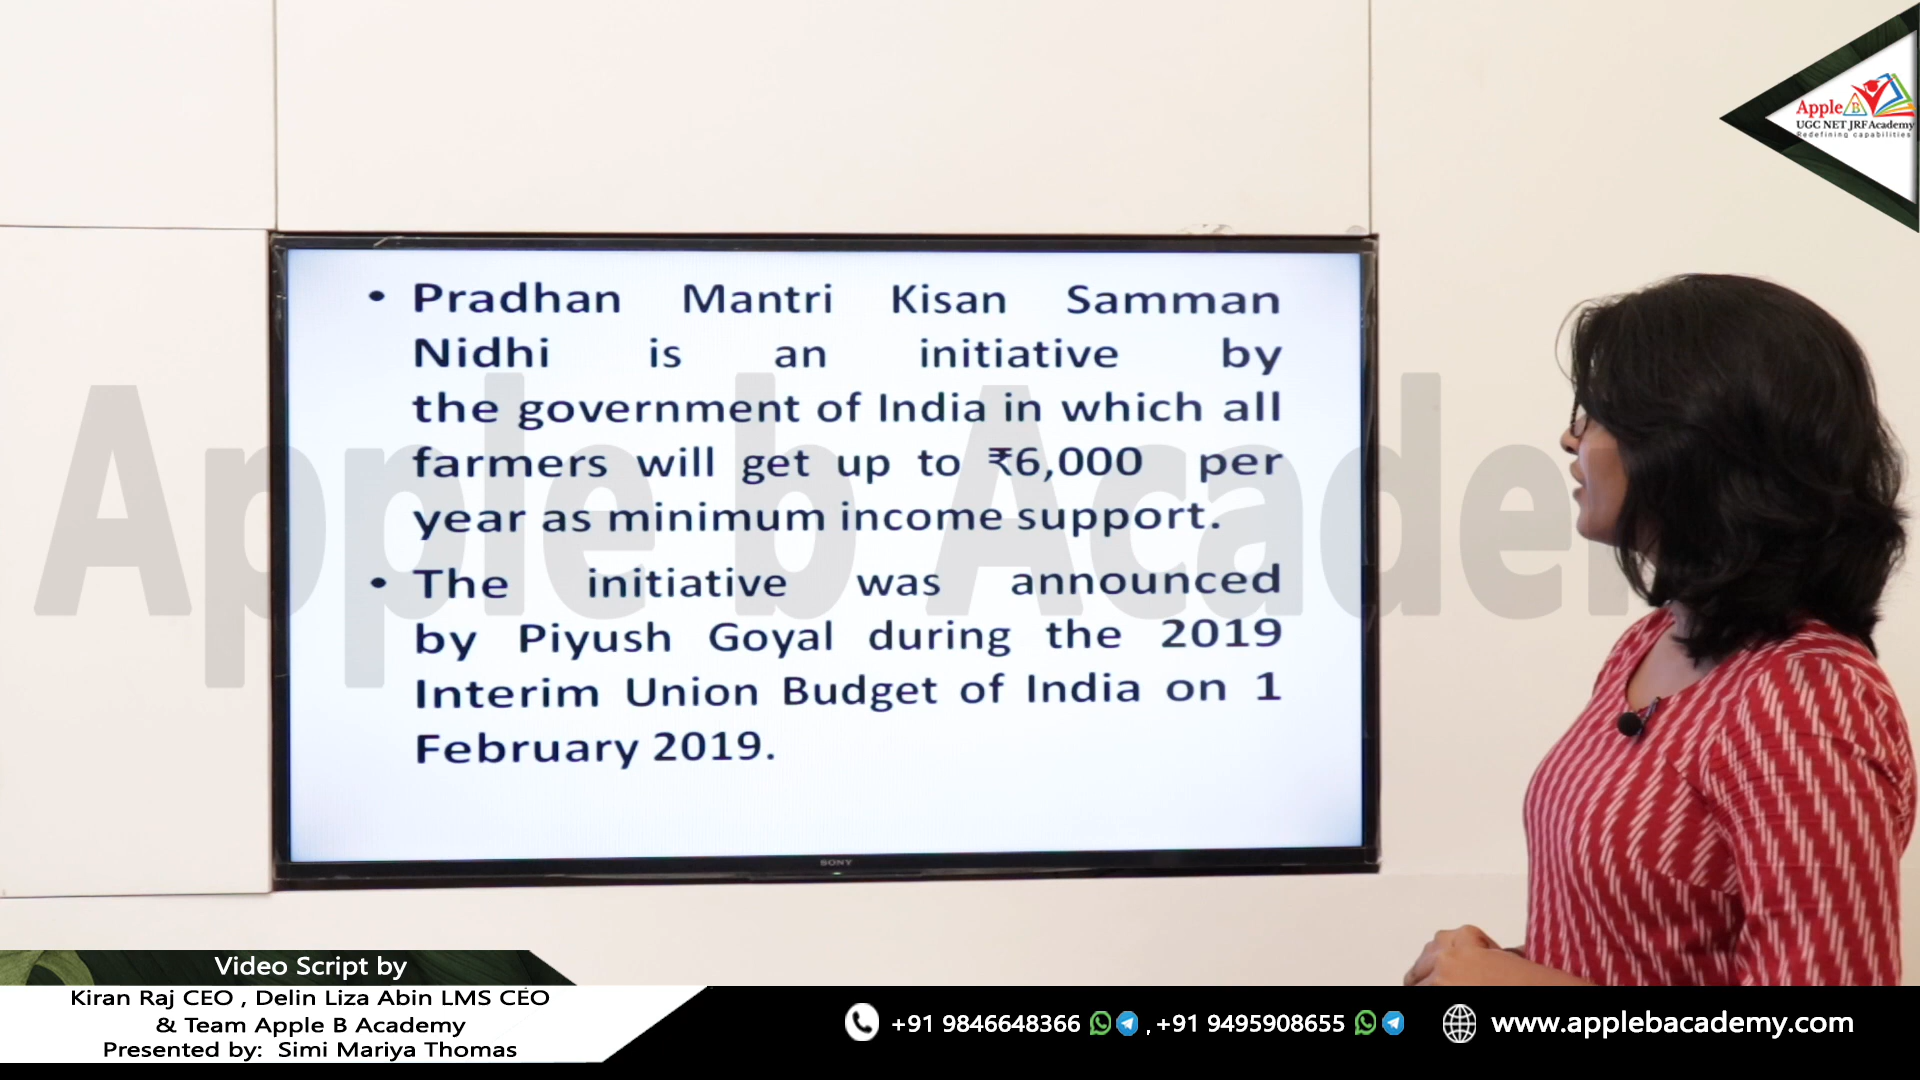 Apple B
UGC NET JRF Academy
Redefining capabilities
• Pradhan Mantri Kisan Samman
Nidhi is an initiative by
the government of India in which all
farmers will get up to ₹6,000 per
year as minimum income support.
• The initiative was announced
by Piyush Goyal during the 2019
Interim Union Budget of India on 1
February 2019.
Apple b Academ
SONY
Video Script by
Kiran Raj CEO , Delin Liza Abin LMS CEO
& Team Apple B Academy
Presented by: Simi Mariya Thomas
+91 9846648366 , +91 9495908655 www.applebacademy.com